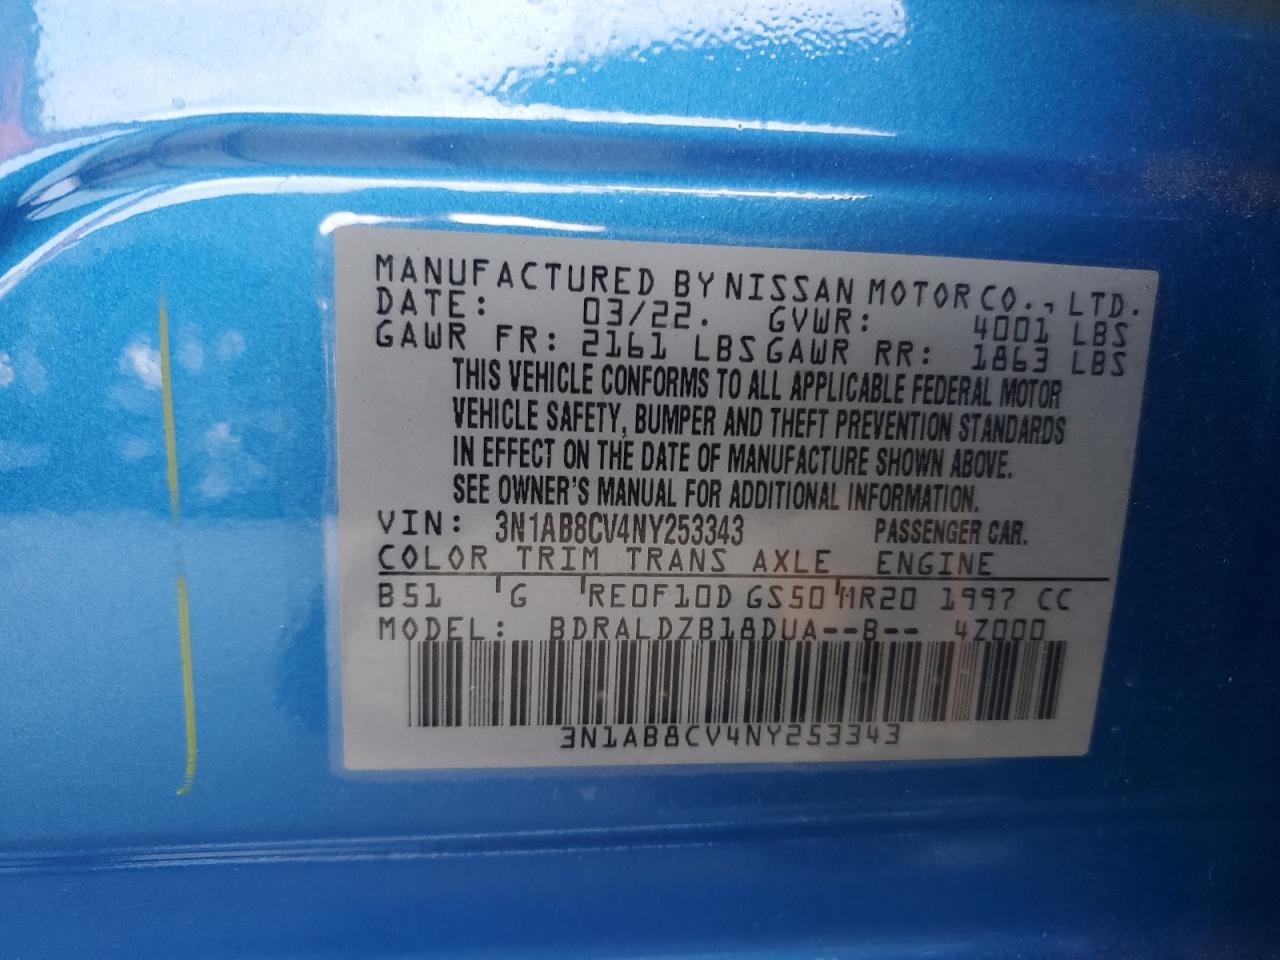 MANUFACTURED BY NISSAN MOTOR CO., LTD.
DATE: 03/22. GVWR: 4001 LBS
GAWR FR: 2161 LBS GAWR RR: 1863 LBS
THIS VEHICLE CONFORMS TO ALL APPLICABLE FEDERAL MOTOR
VEHICLE SAFETY, BUMPER AND THEFT PREVENTION STANDARDS
IN EFFECT ON THE DATE OF MANUFACTURE SHOWN ABOVE.
SEE OWNER'S MANUAL FOR ADDITIONAL INFORMATION.
VIN: 3N1AB8CV4NY253343 PASSENGER CAR.
COLOR TRIM TRANS AXLE ENGINE
B51 G RE0F10D GS50 MR20 1997 CC
MODEL: BDRALDZB18DUA--B-- 4Z000
3N1AB8CV4NY253343